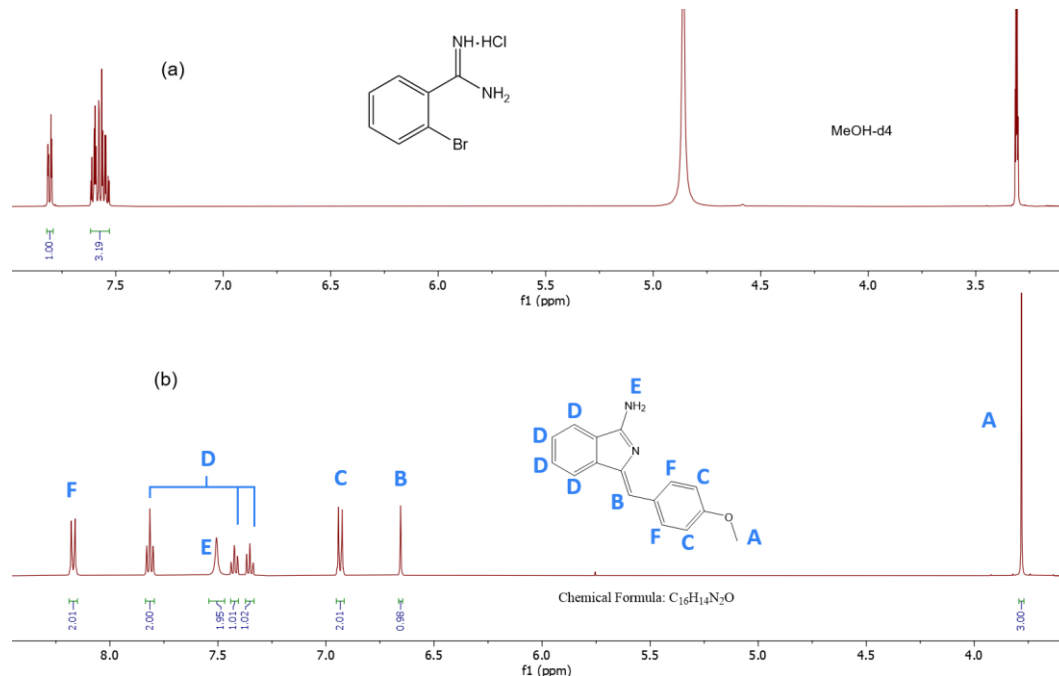 (a)
NH·HCl
NH2
Br
MeOH-d4
1.00
3.19
7.5 7.0 6.5 6.0 5.5 5.0 4.5 4.0 3.5
f1 (ppm)
(b)
E
NH2
D
D
D
D
N
F
C
B
F
C
O
A
A
D
F
E
C
B
Chemical Formula: C16H14N2O
2.01
2.00
1.95
1.01
1.02
2.01
0.98
3.00
8.0 7.5 7.0 6.5 6.0 5.5 5.0 4.5 4.0
f1 (ppm)